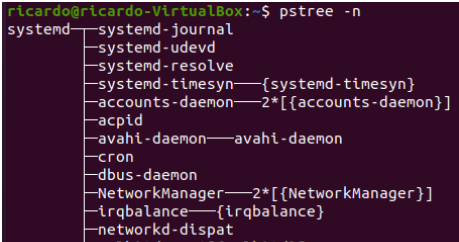 ricardo@ricardo-VirtualBox:~$ pstree -n
systemd─┬─systemd-journal
        ├─systemd-udevd
        ├─systemd-resolve
        ├─systemd-timesyn───{systemd-timesyn}
        ├─accounts-daemon───2*[{accounts-daemon}]
        ├─acpid
        ├─avahi-daemon───avahi-daemon
        ├─cron
        ├─dbus-daemon
        ├─NetworkManager───2*[{NetworkManager}]
        ├─irqbalance───{irqbalance}
        ├─networkd-dispat